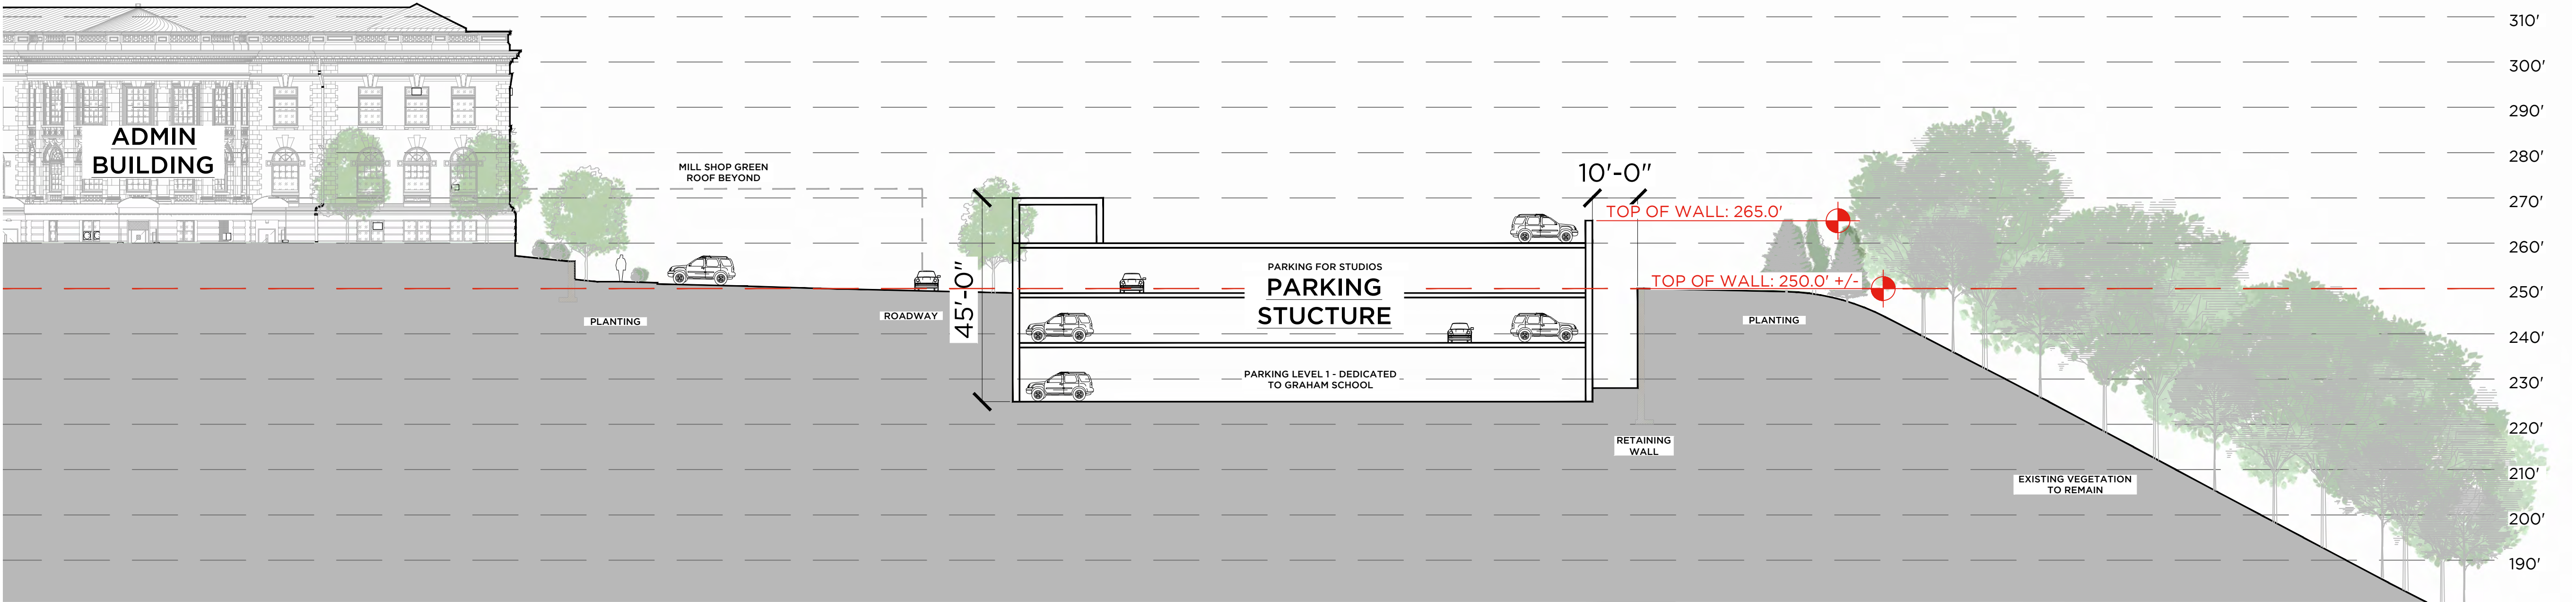 310'
300'
290'
280'
270'
260'
250'
240'
230'
220'
210'
200'
190'
ADMIN
BUILDING
MILL SHOP GREEN
ROOF BEYOND
PLANTING
ROADWAY
45'-0"
PARKING FOR STUDIOS
PARKING
STUCTURE
PARKING LEVEL 1 - DEDICATED
TO GRAHAM SCHOOL
10'-0"
TOP OF WALL: 265.0'
TOP OF WALL: 250.0' +/-
PLANTING
RETAINING
WALL
EXISTING VEGETATION
TO REMAIN